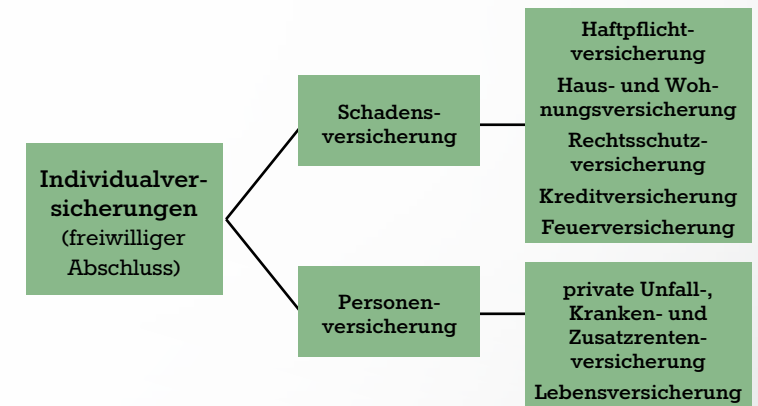 Individualver-
sicherungen
(freiwilliger
Abschluss)
Schadens-
versicherung
Haftpflicht-
versicherung
Haus- und Woh-
nungsversicherung
Rechtsschutz-
versicherung
Kreditversicherung
Feuerversicherung
Personen-
versicherung
private Unfall-,
Kranken- und
Zusatzrenten-
versicherung
Lebensversicherung